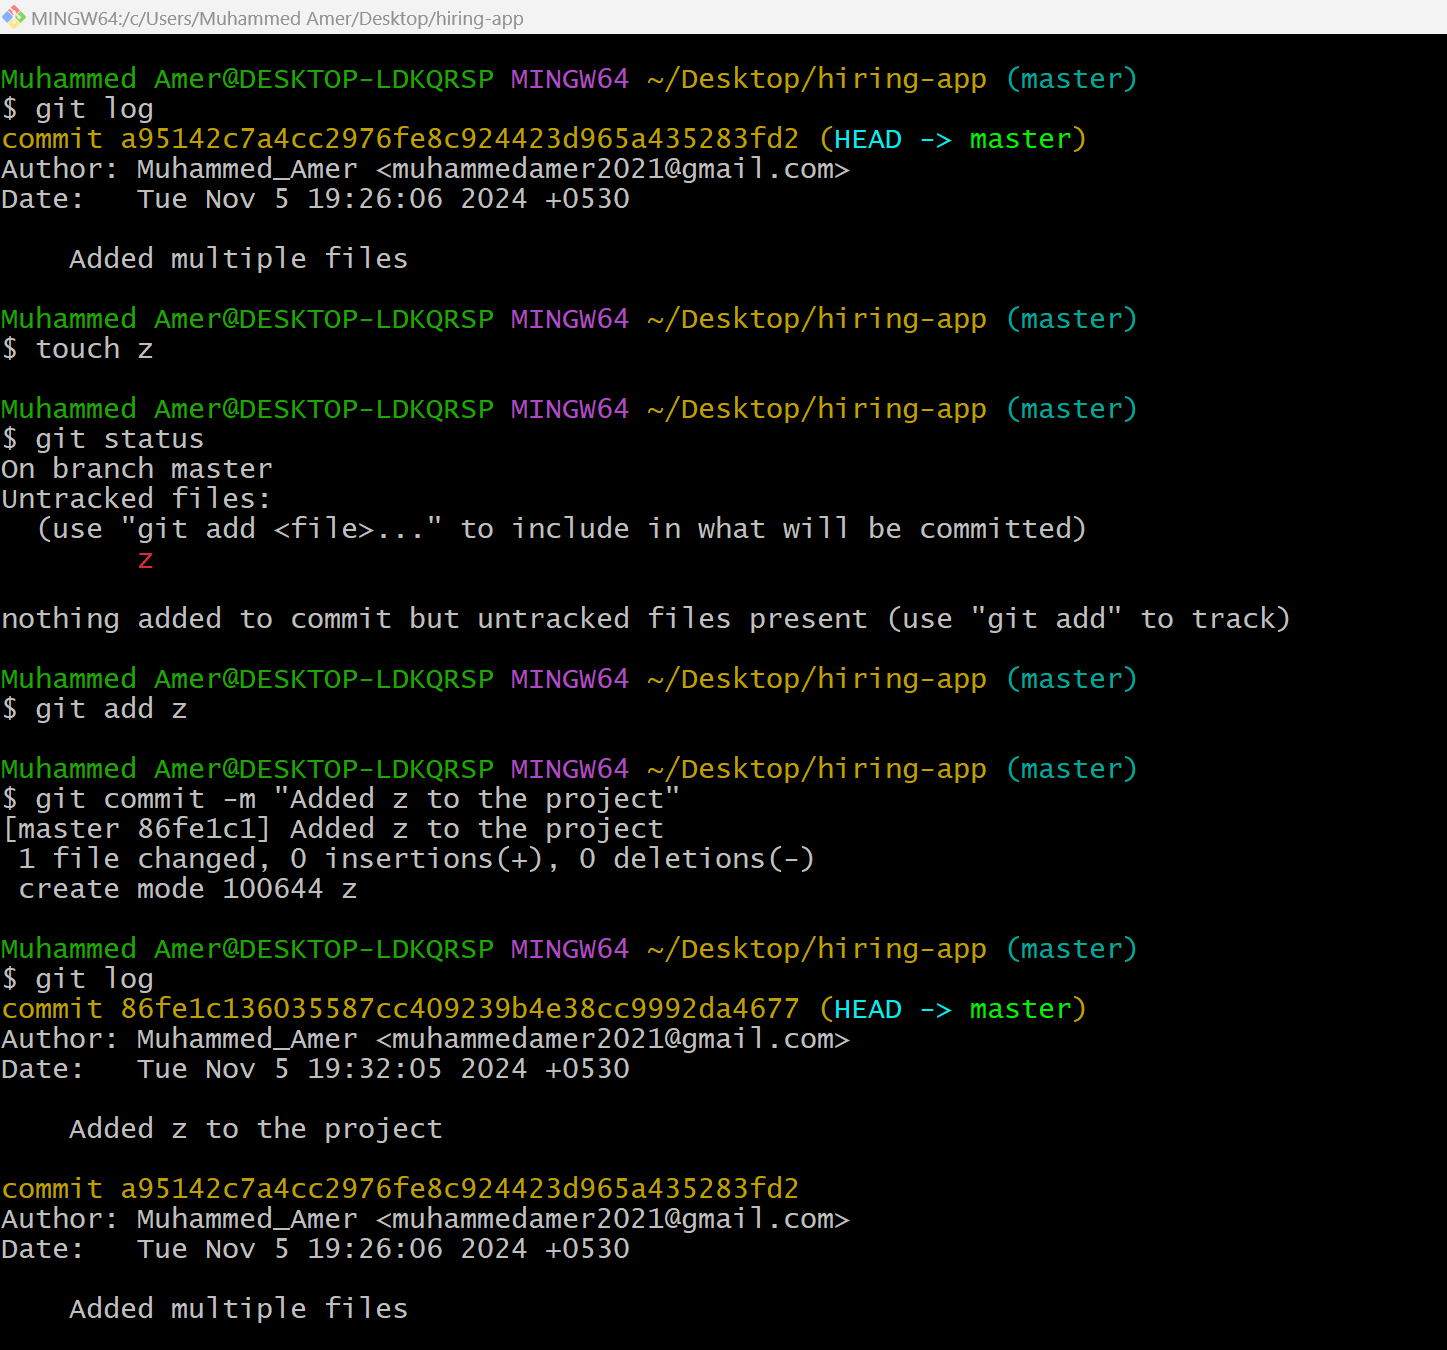 MINGW64:/c/Users/Muhammed Amer/Desktop/hiring-app
Muhammed Amer@DESKTOP-LDKQRSP MINGW64 ~/Desktop/hiring-app (master)
$ git log
commit a95142c7a4cc2976fe8c924423d965a435283fd2 (HEAD -> master)
Author: Muhammed_Amer <muhammedamer2021@gmail.com>
Date:   Tue Nov 5 19:26:06 2024 +0530
    Added multiple files
Muhammed Amer@DESKTOP-LDKQRSP MINGW64 ~/Desktop/hiring-app (master)
$ touch z
Muhammed Amer@DESKTOP-LDKQRSP MINGW64 ~/Desktop/hiring-app (master)
$ git status
On branch master
Untracked files:
  (use "git add <file>..." to include in what will be committed)
        z
nothing added to commit but untracked files present (use "git add" to track)
Muhammed Amer@DESKTOP-LDKQRSP MINGW64 ~/Desktop/hiring-app (master)
$ git add z
Muhammed Amer@DESKTOP-LDKQRSP MINGW64 ~/Desktop/hiring-app (master)
$ git commit -m "Added z to the project"
[master 86fe1c1] Added z to the project
 1 file changed, 0 insertions(+), 0 deletions(-)
 create mode 100644 z
Muhammed Amer@DESKTOP-LDKQRSP MINGW64 ~/Desktop/hiring-app (master)
$ git log
commit 86fe1c136035587cc409239b4e38cc9992da4677 (HEAD -> master)
Author: Muhammed_Amer <muhammedamer2021@gmail.com>
Date:   Tue Nov 5 19:32:05 2024 +0530
    Added z to the project
commit a95142c7a4cc2976fe8c924423d965a435283fd2
Author: Muhammed_Amer <muhammedamer2021@gmail.com>
Date:   Tue Nov 5 19:26:06 2024 +0530
    Added multiple files